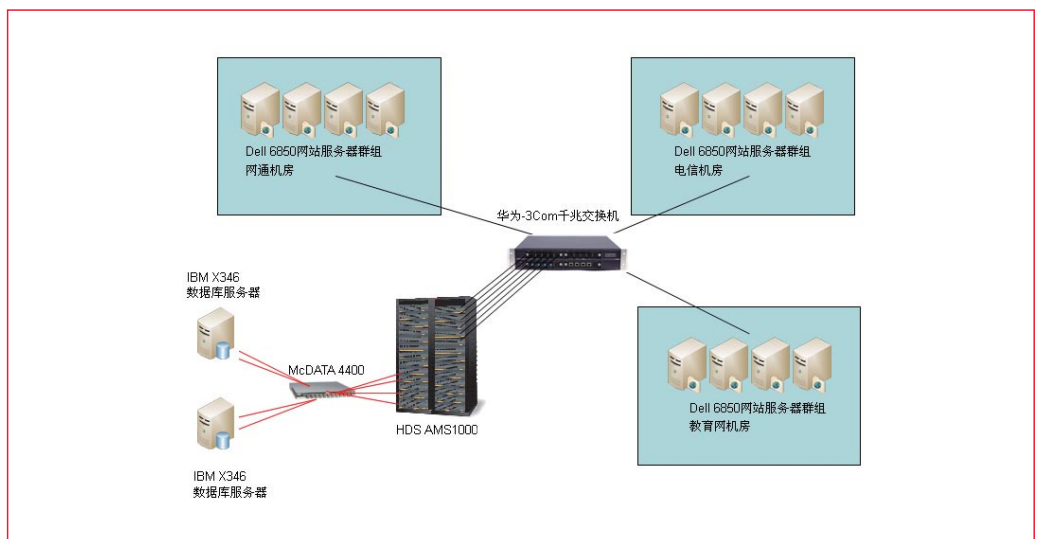 Dell 6850网站服务器群组
网通机房
Dell 6850网站服务器群组
电信机房
华为-3Com千兆交换机
IBM X346
数据库服务器
McDATA 4400
HDS AMS1000
Dell 6850网站服务器群组
教育网机房
IBM X346
数据库服务器